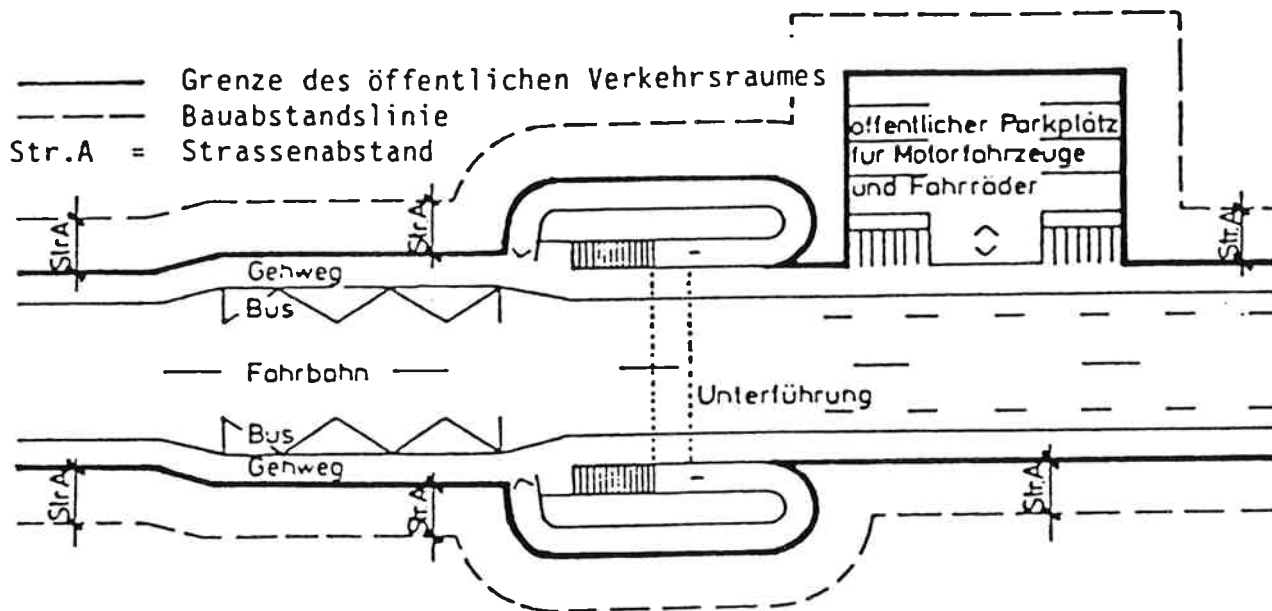 Grenze des öffentlichen Verkehrsraumes
Bauabstandslinie
Str.A = Strassenabstand
öffentlicher Parkplatz
für Motorfahrzeuge
und Fahrräder
Str.A
Str.A
Str.A
Gehweg
Bus
Fahrbahn
Unterführung
Bus
Gehweg
Str.A
Str.A
Str.A